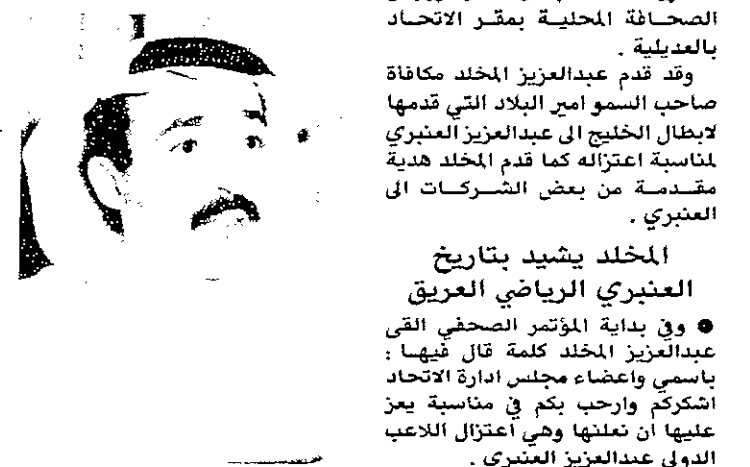 الصحافة المحلية بمقر الاتحاد
بالعديلية .
وقد قدم عبدالعزيز المخلد مكافأة
صاحب السمو امير البلاد التي قدمها
لابطال الخليج الى عبدالعزيز العنبري
لمناسبة اعتزاله كما قدم المخلد هدية
مقدمة من بعض الشركات الى
العنبري .
المخلد يشيد بتاريخ
العنبري الرياضي العريق
● وفي بداية المؤتمر الصحفي القى
عبدالعزيز المخلد كلمة قال فيها :
باسمي واعضاء مجلس ادارة الاتحاد
اشكركم وارحب بكم في مناسبة يعز
عليها ان نعلنها وهي اعتزال اللاعب
الدولي عبدالعزيز العنبري .